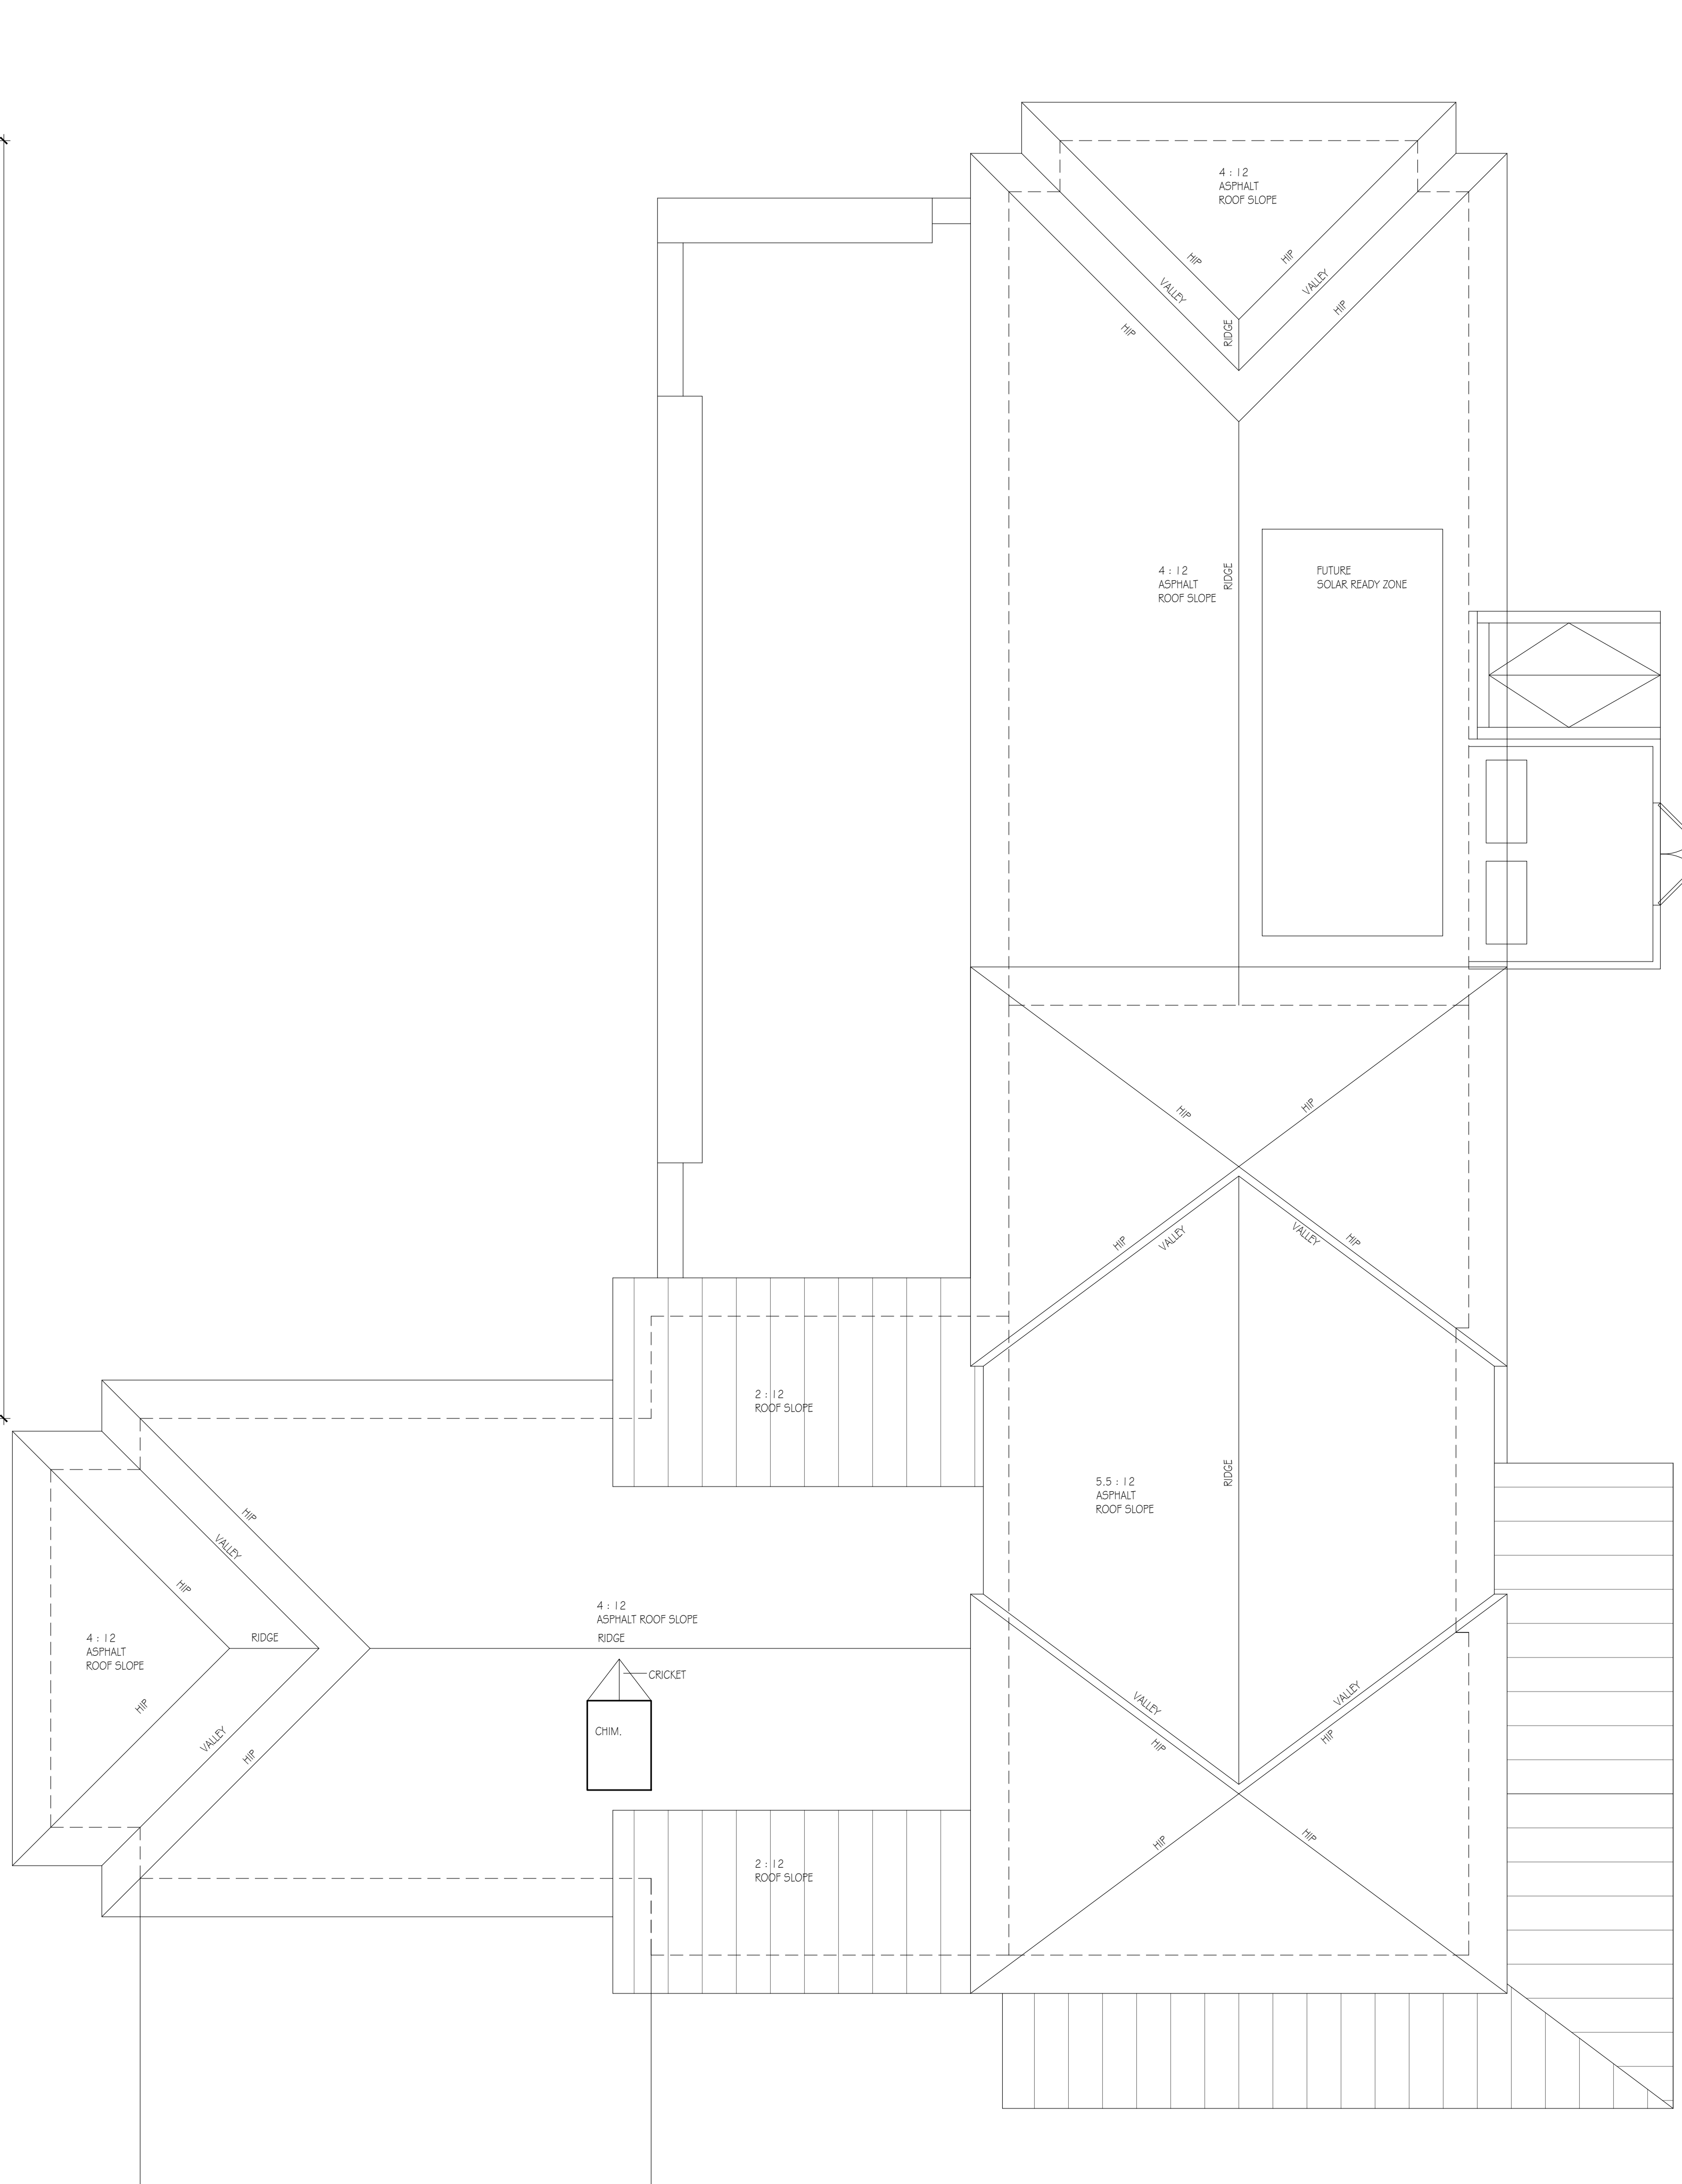 4 : 12
ASPHALT
ROOF SLOPE
HIP
HIP
VALLEY
VALLEY
HIP
HIP
RIDGE
4 : 12
ASPHALT
ROOF SLOPE
RIDGE
FUTURE
SOLAR READY ZONE
HIP
HIP
HIP
VALLEY
VALLEY
HIP
2 : 12
ROOF SLOPE
5.5 : 12
ASPHALT
ROOF SLOPE
RIDGE
HIP
VALLEY
HIP
4 : 12
ASPHALT ROOF SLOPE
RIDGE
4 : 12
ASPHALT
ROOF SLOPE
RIDGE
CRICKET
CHIM.
HIP
VALLEY
HIP
VALLEY
HIP
VALLEY
HIP
2 : 12
ROOF SLOPE
HIP
HIP